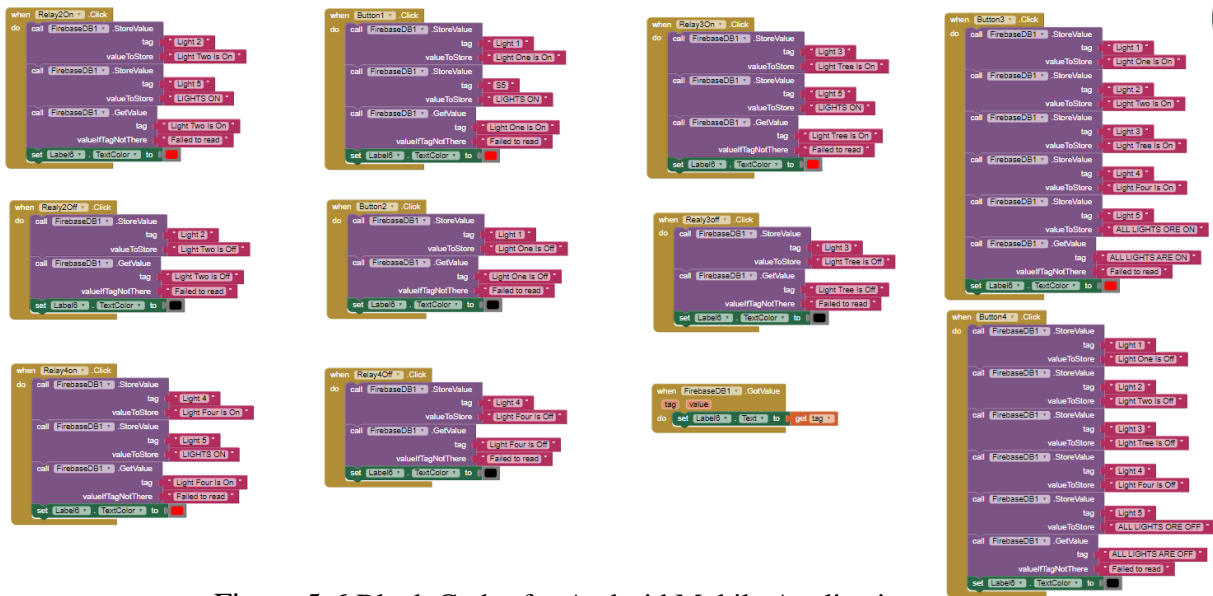 when Relay2On .Click
do call FirebaseDB1 .StoreValue
tag " Light 2 "
valueToStore " Light Two Is On "
call FirebaseDB1 .StoreValue
tag " Light 5 "
valueToStore " LIGHTS ON "
call FirebaseDB1 .GetValue
tag " Light Two Is On "
valueIfTagNotThere " Failed to read "
set Label6 . TextColor to
when Button1 .Click
do call FirebaseDB1 .StoreValue
tag " Light 1 "
valueToStore " Light One Is On "
call FirebaseDB1 .StoreValue
tag " S5 "
valueToStore " LIGHTS ON "
call FirebaseDB1 .GetValue
tag " Light One Is On "
valueIfTagNotThere " Failed to read "
set Label6 . TextColor to
when Relay3On .Click
do call FirebaseDB1 .StoreValue
tag " Light 3 "
valueToStore " Light Tree Is On "
call FirebaseDB1 .StoreValue
tag " Light 5 "
valueToStore " LIGHTS ON "
call FirebaseDB1 .GetValue
tag " Light Tree Is On "
valueIfTagNotThere " Failed to read "
set Label6 . TextColor to
when Button3 .Click
do call FirebaseDB1 .StoreValue
tag " Light 1 "
valueToStore " Light One Is On "
call FirebaseDB1 .StoreValue
tag " Light 2 "
valueToStore " Light Two Is On "
call FirebaseDB1 .StoreValue
tag " Light 3 "
valueToStore " Light Tree Is On "
call FirebaseDB1 .StoreValue
tag " Light 4 "
valueToStore " Light Four Is On "
call FirebaseDB1 .StoreValue
tag " Light 5 "
valueToStore " ALL LIGHTS ORE ON "
call FirebaseDB1 .GetValue
tag " ALL LIGHTS ARE ON "
valueIfTagNotThere " Failed to read "
set Label6 . TextColor to
when Realy2Off .Click
do call FirebaseDB1 .StoreValue
tag " Light 2 "
valueToStore " Light Two Is Off "
call FirebaseDB1 .GetValue
tag " Light Two Is Off "
valueIfTagNotThere " Failed to read "
set Label6 . TextColor to
when Button2 .Click
do call FirebaseDB1 .StoreValue
tag " Light 1 "
valueToStore " Light One Is Off "
call FirebaseDB1 .GetValue
tag " Light One Is Off "
valueIfTagNotThere " Failed to read "
set Label6 . TextColor to
when Realy3off .Click
do call FirebaseDB1 .StoreValue
tag " Light 3 "
valueToStore " Light Tree Is Off "
call FirebaseDB1 .GetValue
tag " Light Tree Is Off "
valueIfTagNotThere " Failed to read "
set Label6 . TextColor to
when Button4 .Click
do call FirebaseDB1 .StoreValue
tag " Light 1 "
valueToStore " Light One Is Off "
call FirebaseDB1 .StoreValue
tag " Light 2 "
valueToStore " Light Two Is Off "
call FirebaseDB1 .StoreValue
tag " Light 3 "
valueToStore " Light Tree Is Off "
call FirebaseDB1 .StoreValue
tag " Light 4 "
valueToStore " Light Four Is Off "
call FirebaseDB1 .StoreValue
tag " Light 5 "
valueToStore " ALL LIGHTS ORE OFF "
call FirebaseDB1 .GetValue
tag " ALL LIGHTS ARE OFF "
valueIfTagNotThere " Failed to read "
set Label6 . TextColor to
when Relay4on .Click
do call FirebaseDB1 .StoreValue
tag " Light 4 "
valueToStore " Light Four Is On "
call FirebaseDB1 .StoreValue
tag " Light 5 "
valueToStore " LIGHTS ON "
call FirebaseDB1 .GetValue
tag " Light Four Is On "
valueIfTagNotThere " Failed to read "
set Label6 . TextColor to
when Relay4Off .Click
do call FirebaseDB1 .StoreValue
tag " Light 4 "
valueToStore " Light Four Is Off "
call FirebaseDB1 .GetValue
tag " Light Four Is Off "
valueIfTagNotThere " Failed to read "
set Label6 . TextColor to
when FirebaseDB1 .GotValue
tag value
do set Label6 . Text to get tag